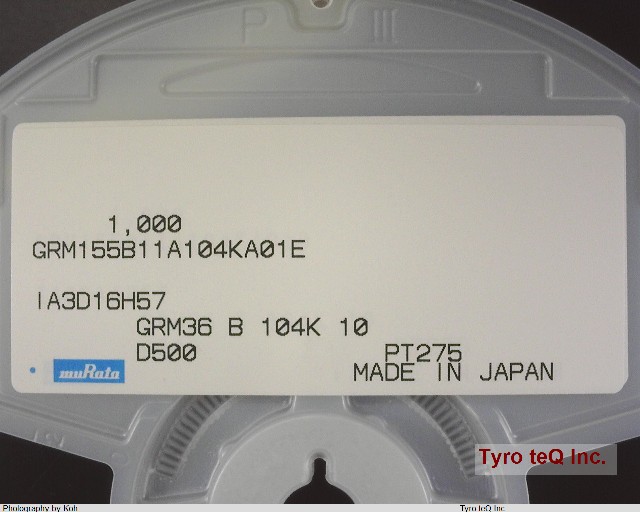 P III
1,000
GRM155B11A104KA01E
IA3D16H57
GRM36 B 104K 10
D500 PT275
muRata MADE IN JAPAN
Tyro teQ Inc.
Photography by Koh Tyro teQ Inc.